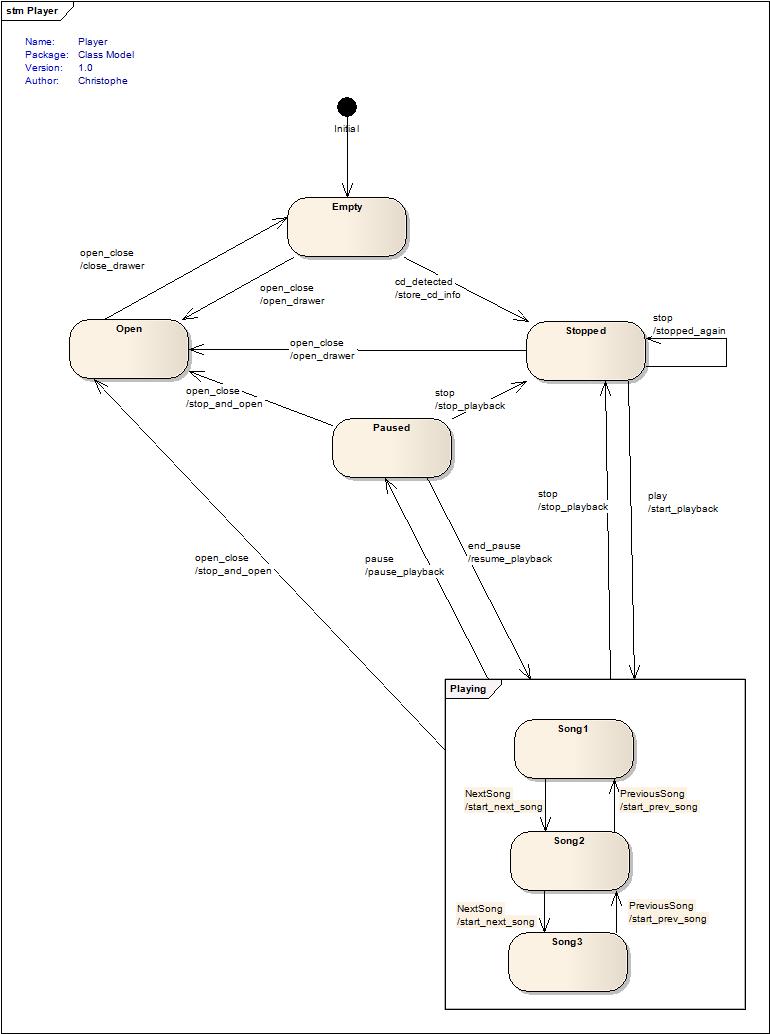 stm Player
Name: Player
Package: Class Model
Version: 1.0
Author: Christophe
Initial
Empty
open_close
/close_drawer
open_close
/open_drawer
cd_detected
/store_cd_info
Open
Stopped
stop
/stopped_again
open_close
/open_drawer
open_close
/stop_and_open
stop
/stop_playback
Paused
stop
/stop_playback
play
/start_playback
open_close
/stop_and_open
pause
/pause_playback
end_pause
/resume_playback
Playing
Song1
NextSong
/start_next_song
PreviousSong
/start_prev_song
Song2
NextSong
/start_next_song
PreviousSong
/start_prev_song
Song3